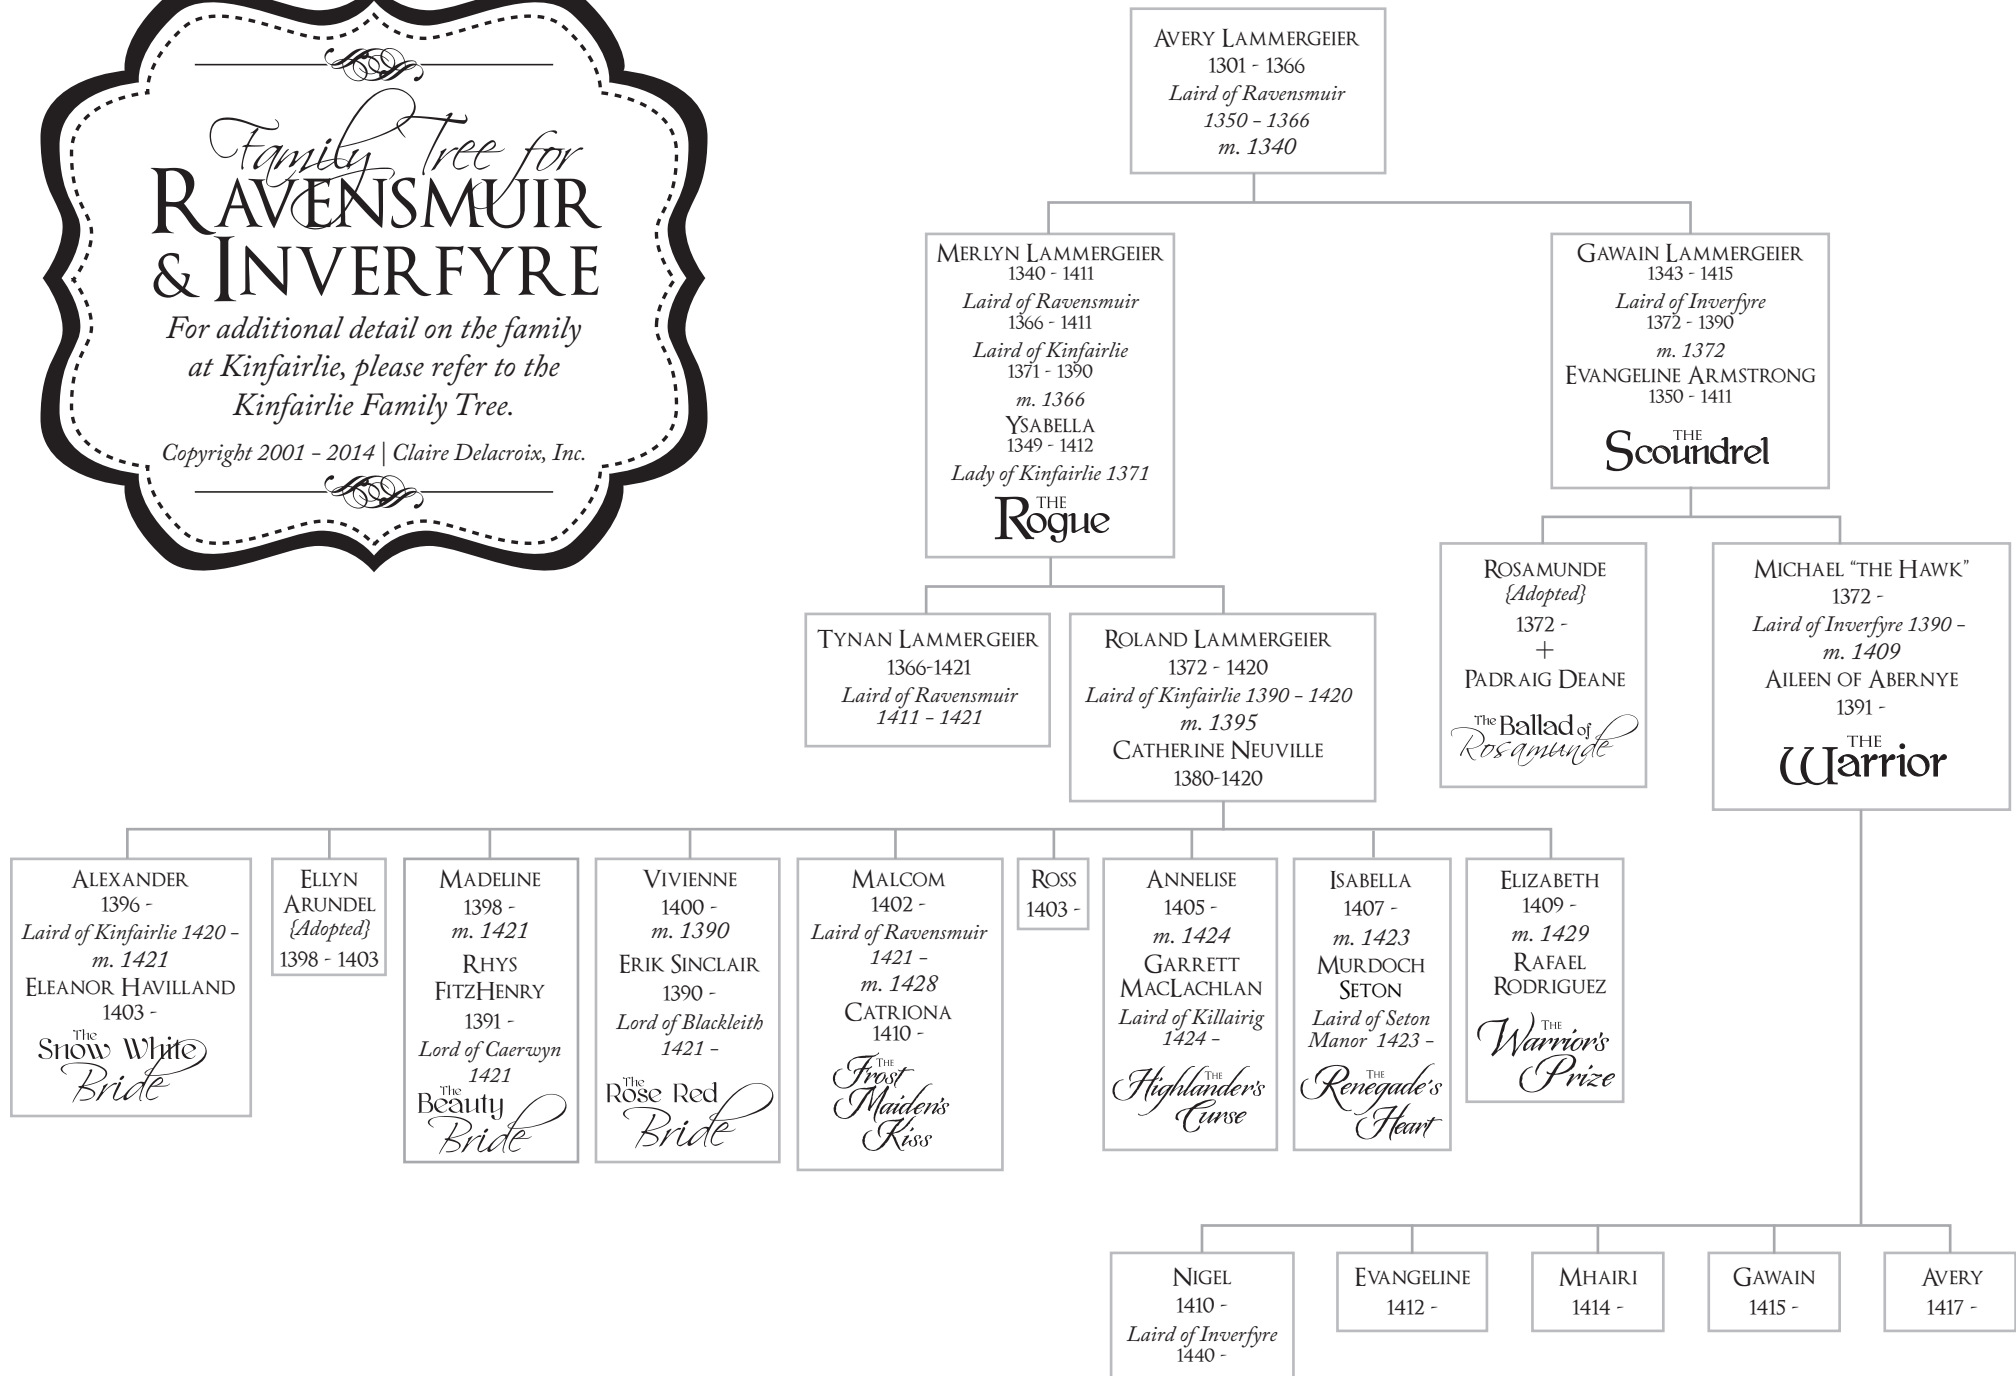 Family Tree for
RAVENSMUIR
& INVERFYRE
For additional detail on the family
at Kinfairlie, please refer to the
Kinfairlie Family Tree.
Copyright 2001 – 2014 | Claire Delacroix, Inc.
AVERY LAMMERGEIER
1301 - 1366
Laird of Ravensmuir
1350 – 1366
m. 1340
MERLYN LAMMERGEIER
1340 - 1411
Laird of Ravensmuir
1366 - 1411
Laird of Kinfairlie
1371 - 1390
m. 1366
YSABELLA
1349 - 1412
Lady of Kinfairlie 1371
THE
Rogue
GAWAIN LAMMERGEIER
1343 - 1415
Laird of Inverfyre
1372 - 1390
m. 1372
EVANGELINE ARMSTRONG
1350 - 1411
THE
Scoundrel
TYNAN LAMMERGEIER
1366-1421
Laird of Ravensmuir
1411 – 1421
ROLAND LAMMERGEIER
1372 - 1420
Laird of Kinfairlie 1390 – 1420
m. 1395
CATHERINE NEUVILLE
1380-1420
ROSAMUNDE
{Adopted}
1372 -
+
PADRAIG DEANE
The Ballad of
Rosamunde
MICHAEL “THE HAWK”
1372 -
Laird of Inverfyre 1390 –
m. 1409
AILEEN OF ABERNYE
1391 -
THE
Warrior
ALEXANDER
1396 -
Laird of Kinfairlie 1420 –
m. 1421
ELEANOR HAVILLAND
1403 -
The
Snow White
Bride
ELLYN
ARUNDEL
{Adopted}
1398 - 1403
MADELINE
1398 -
m. 1421
RHYS
FITZHENRY
1391 -
Lord of Caerwyn
1421
The
Beauty
Bride
VIVIENNE
1400 -
m. 1390
ERIK SINCLAIR
1390 -
Lord of Blackleith
1421 –
The
Rose Red
Bride
MALCOM
1402 -
Laird of Ravensmuir
1421 –
m. 1428
CATRIONA
1410 -
THE
Frost
Maiden's
Kiss
ROSS
1403 -
ANNELISE
1405 -
m. 1424
GARRETT
MACLACHLAN
Laird of Killairig
1424 –
THE
Highlander's
Curse
ISABELLA
1407 -
m. 1423
MURDOCH
SETON
Laird of Seton
Manor 1423 –
THE
Renegade's
Heart
ELIZABETH
1409 -
m. 1429
RAFAEL
RODRIGUEZ
THE
Warrior's
Prize
NIGEL
1410 -
Laird of Inverfyre
1440 -
EVANGELINE
1412 -
MHAIRI
1414 -
GAWAIN
1415 -
AVERY
1417 -